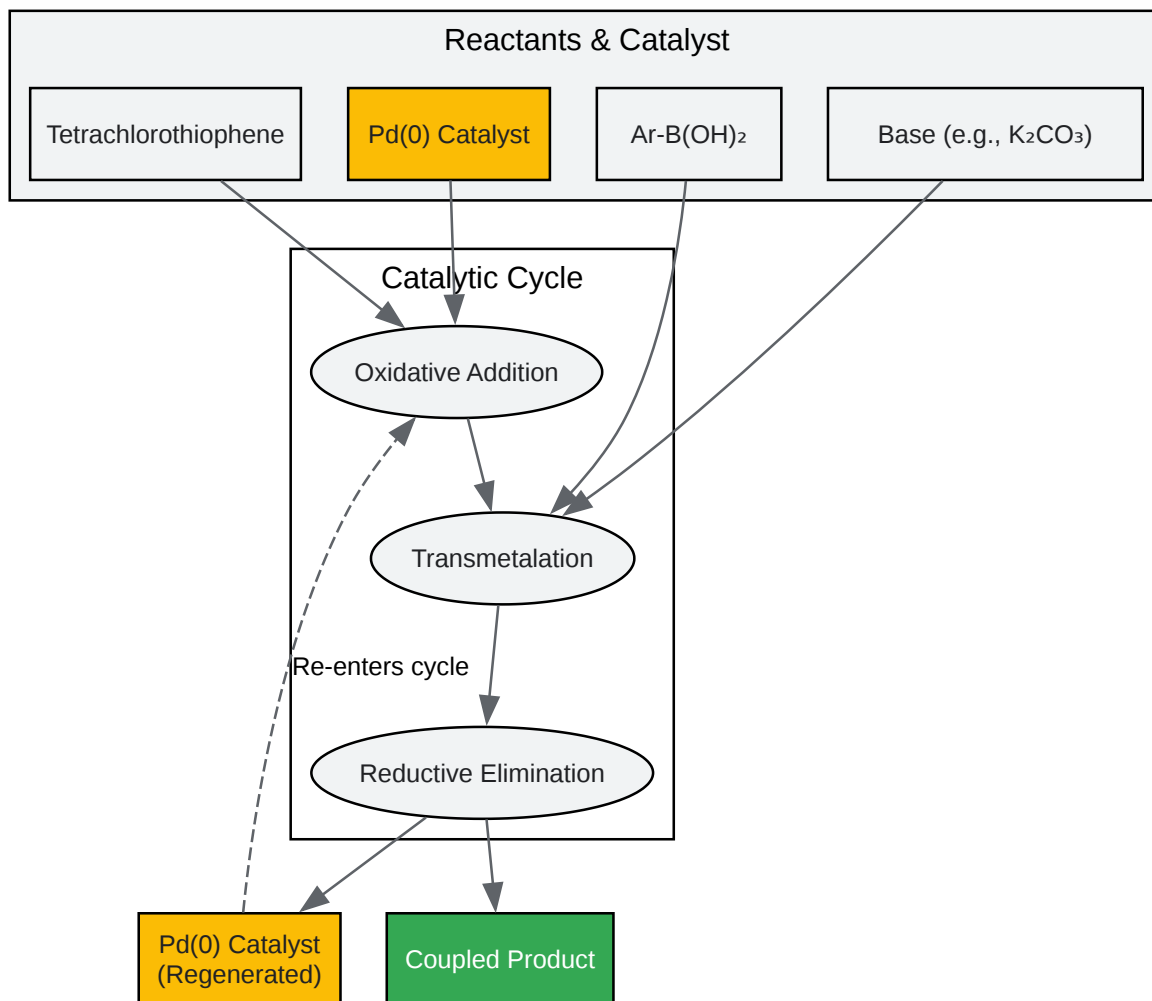 Reactants & Catalyst
Tetrachlorothiophene
Pd(0) Catalyst
Ar-B(OH)₂
Base (e.g., K₂CO₃)
Catalytic Cycle
Oxidative Addition
Transmetalation
Re-enters cycle
Reductive Elimination
Pd(0) Catalyst
(Regenerated)
Coupled Product